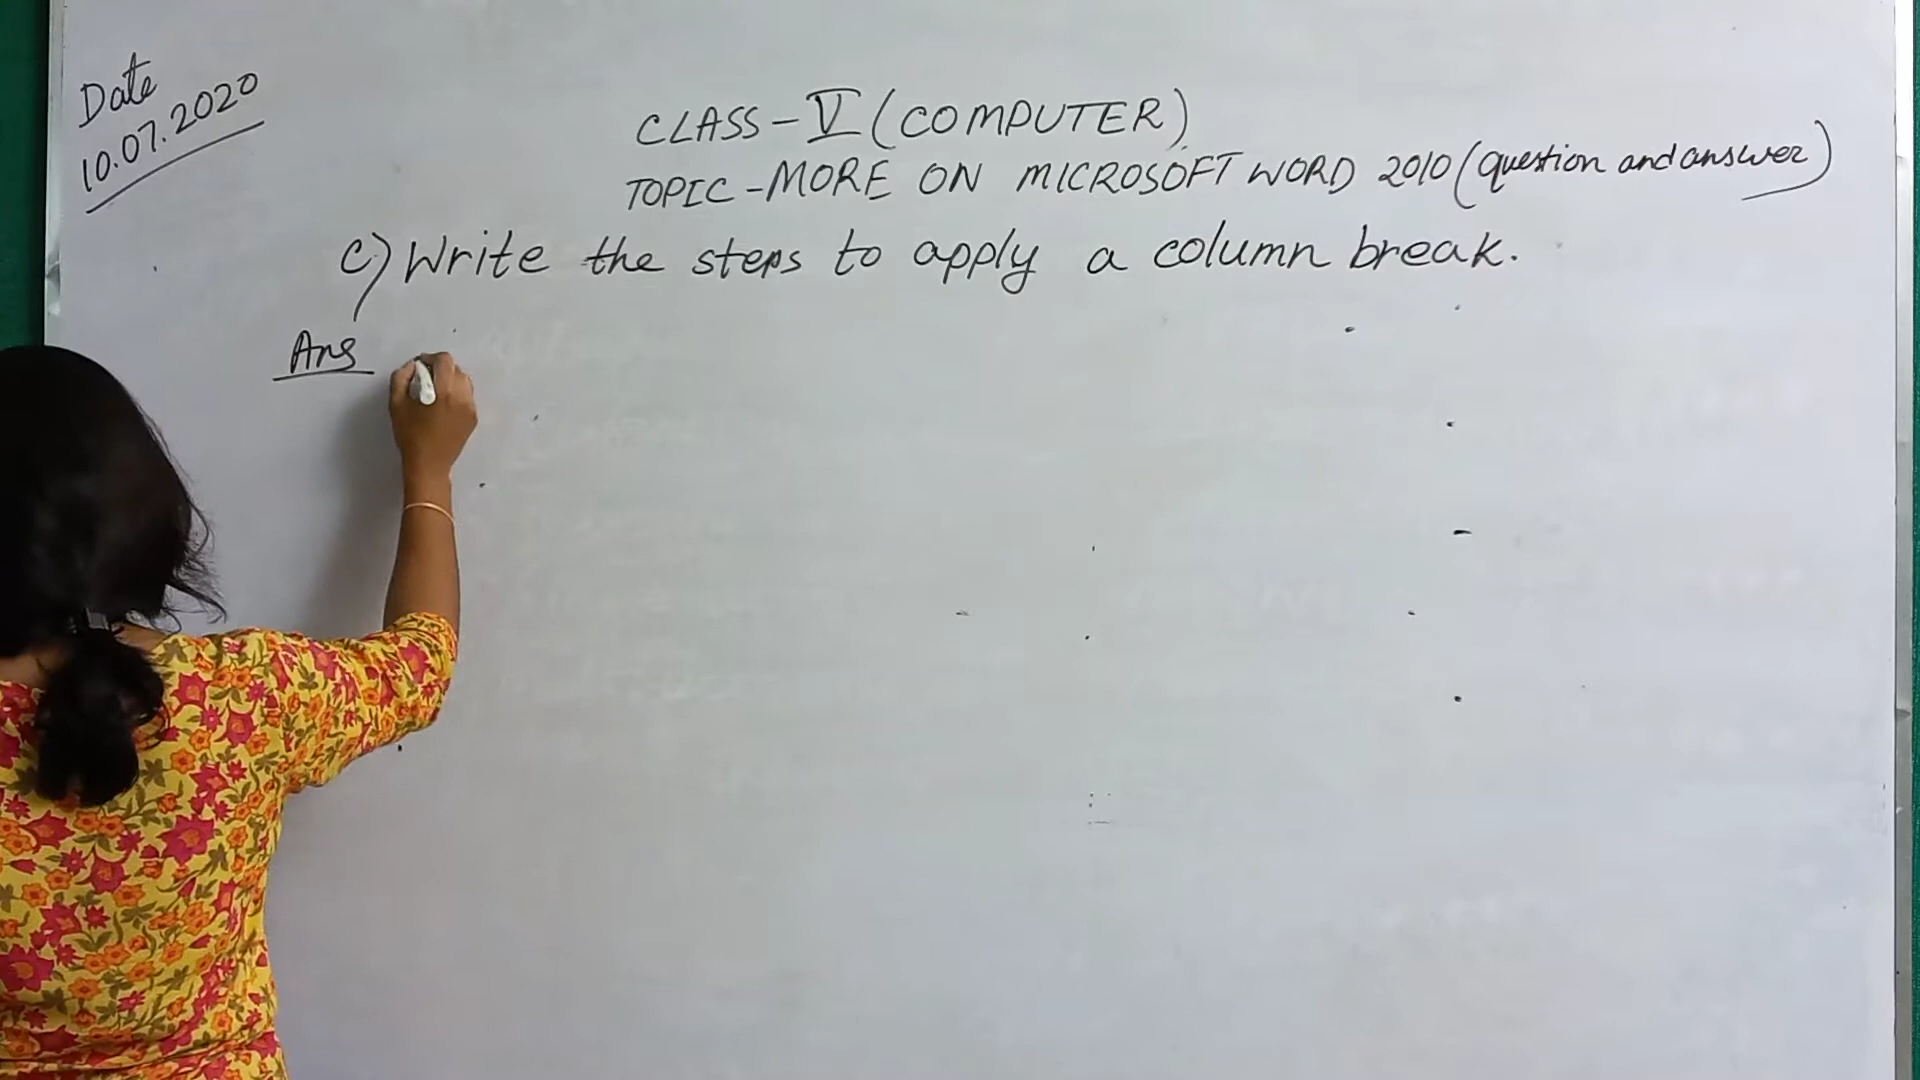 Date
10.07.2020
CLASS-V (COMPUTER)
TOPIC-MORE ON MICROSOFT WORD 2010 (question and answer)
c) Write the steps to apply a column break.
Ans